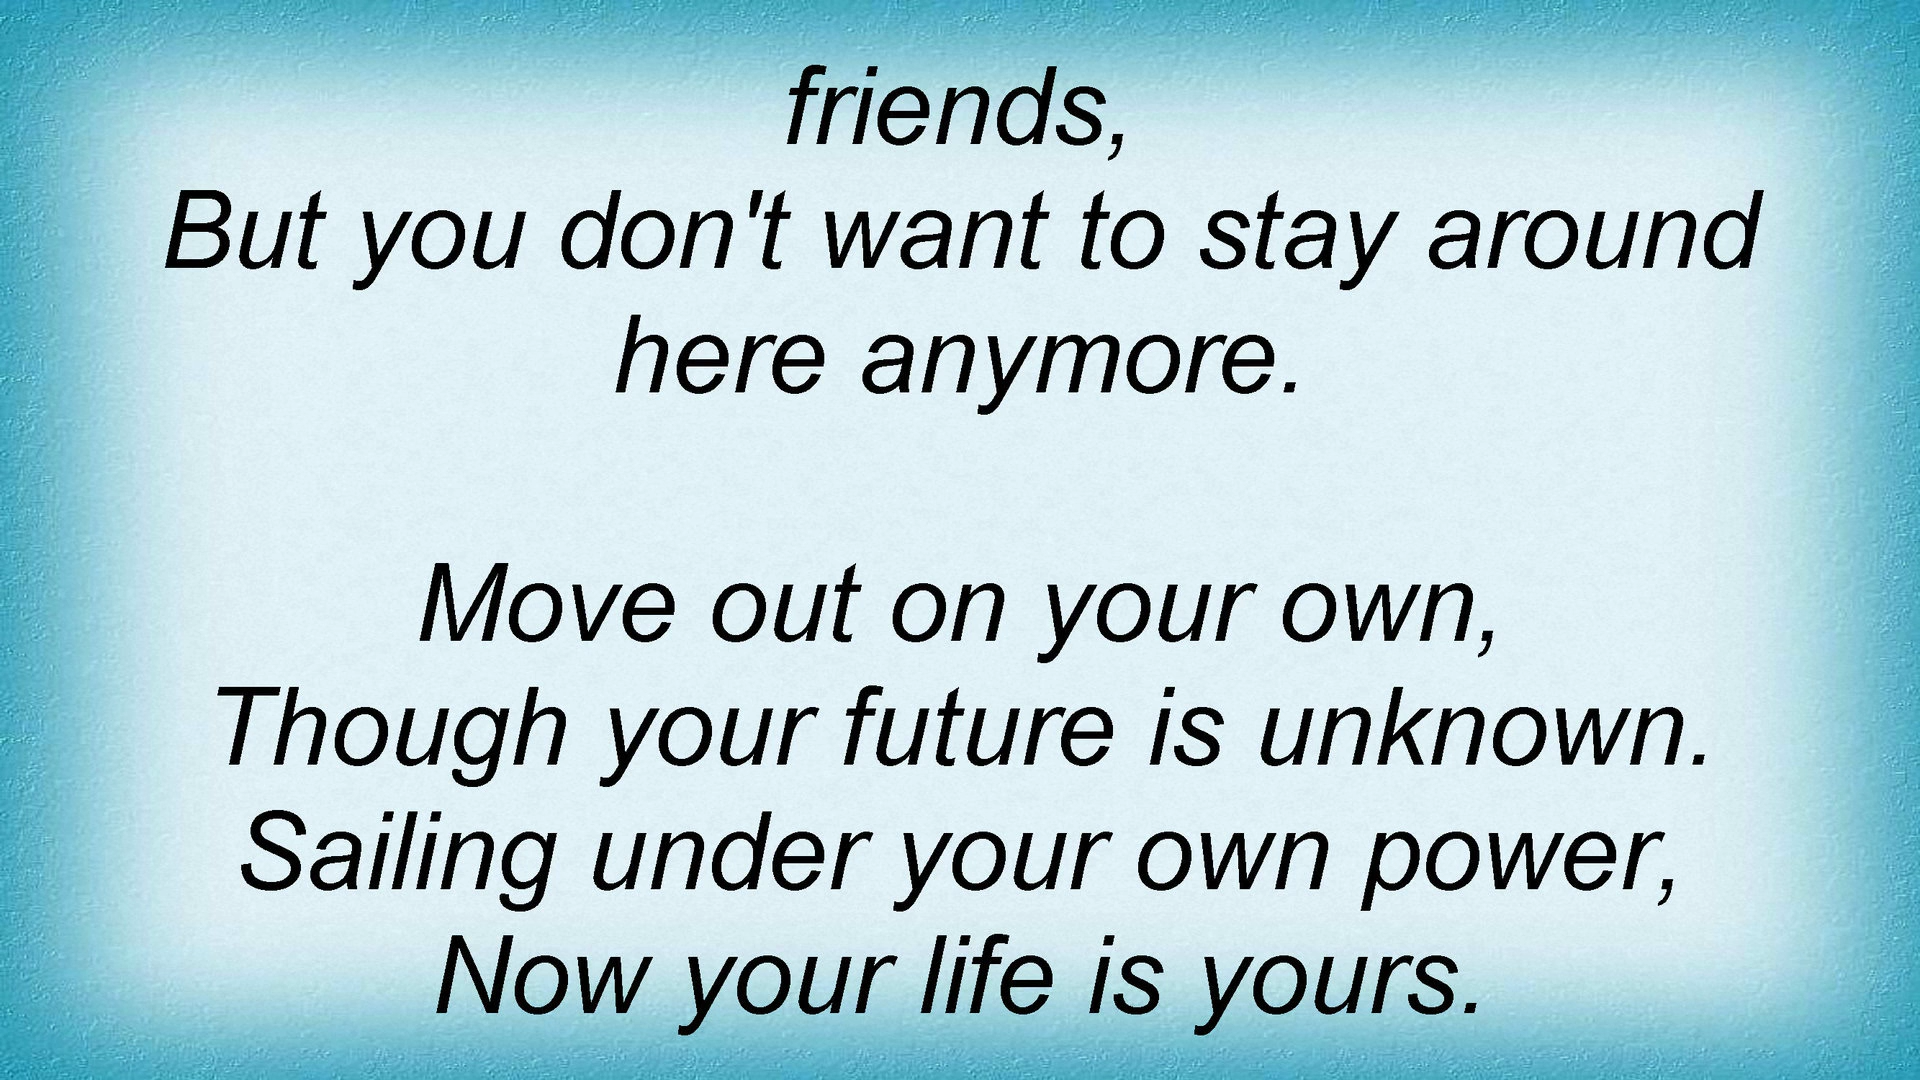 friends,
But you don't want to stay around
here anymore.
Move out on your own,
Though your future is unknown.
Sailing under your own power,
Now your life is yours.